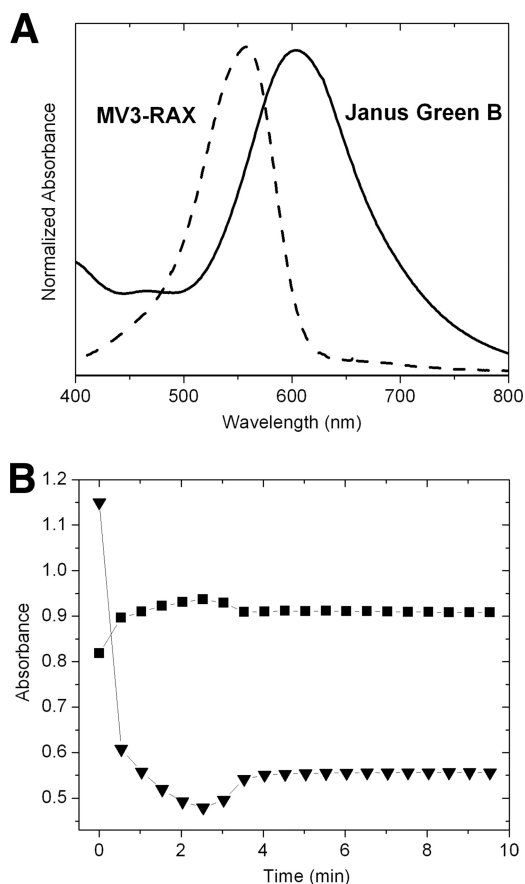 A
MV3-RAX
Janus Green B
Normalized Absorbance
400 500 600 700 800
Wavelength (nm)
B
1.2
1.1
1.0
0.9
0.8
0.7
0.6
0.5
Absorbance
0 2 4 6 8 10
Time (min)